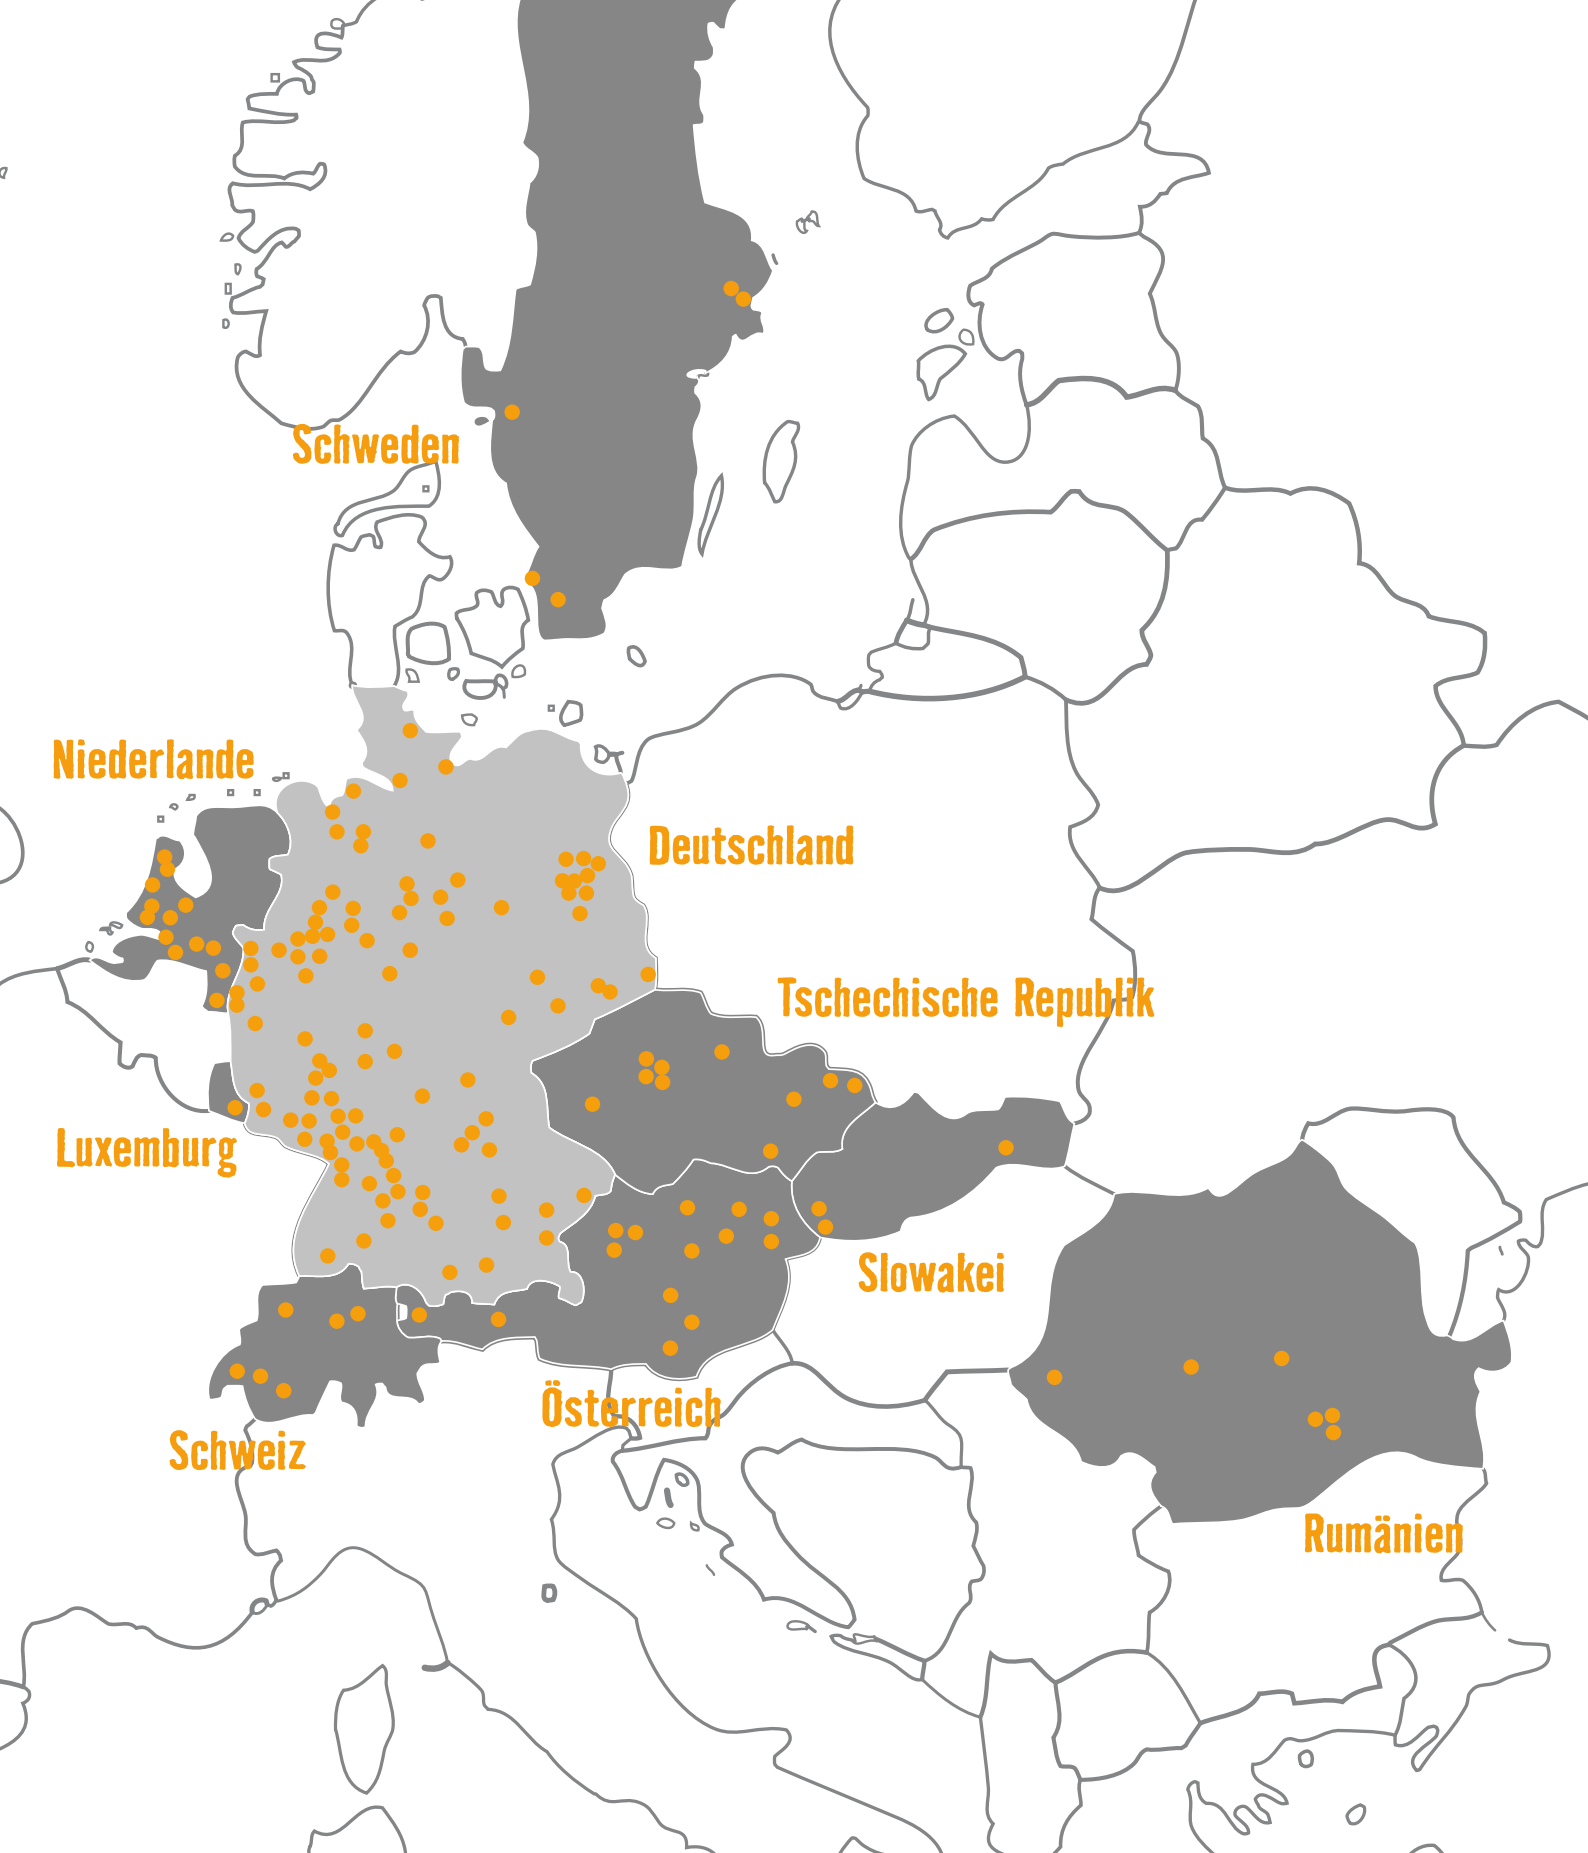 Schweden
Niederlande
Deutschland
Tschechische Republik
Luxemburg
Slowakei
Österreich
Schweiz
Rumänien